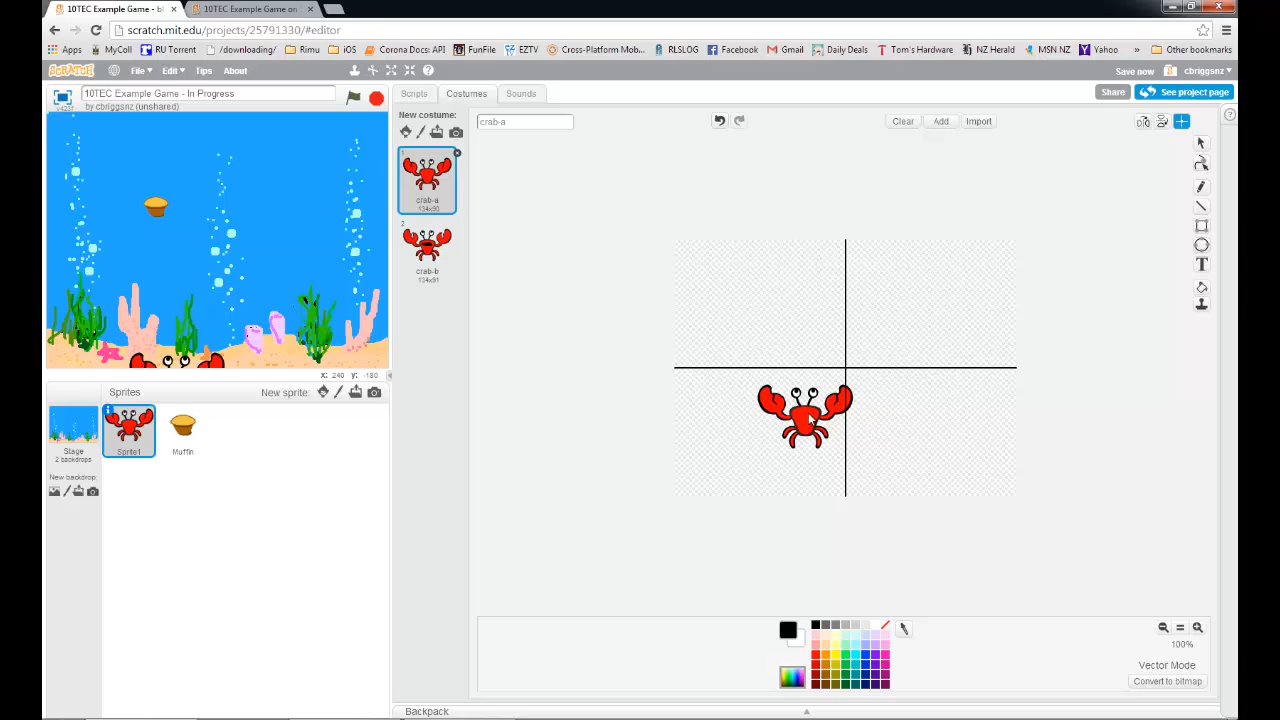 10TEC Example Game - bl
10TEC Example Game on
scratch.mit.edu/projects/25791330/#editor
Apps
MyColl
RU Torrent
/downloading/
Rimu
iOS
Corona Docs: API
FunFile
EZTV
Cross-Platform Mob...
RLSLOG
Facebook
Gmail
DailyDeals
Tom's Hardware
NZ Herald
MSN NZ
Yahoo
»
Other bookmarks
SCRATCH
File
Edit
Tips
About
Save now
cbriggsnz
10TEC Example Game - In Progress
by cbriggsnz (unshared)
Scripts
Costumes
Sounds
Share
See project page
New costume:
crab-a
Clear
Add
Import
1
crab-a
134x90
2
crab-b
134x91
x: 240 y: -180
Sprites
New sprite:
Stage
2 backdrops
New backdrop:
Sprite1
Muffin
100%
Vector Mode
Convert to bitmap
Backpack